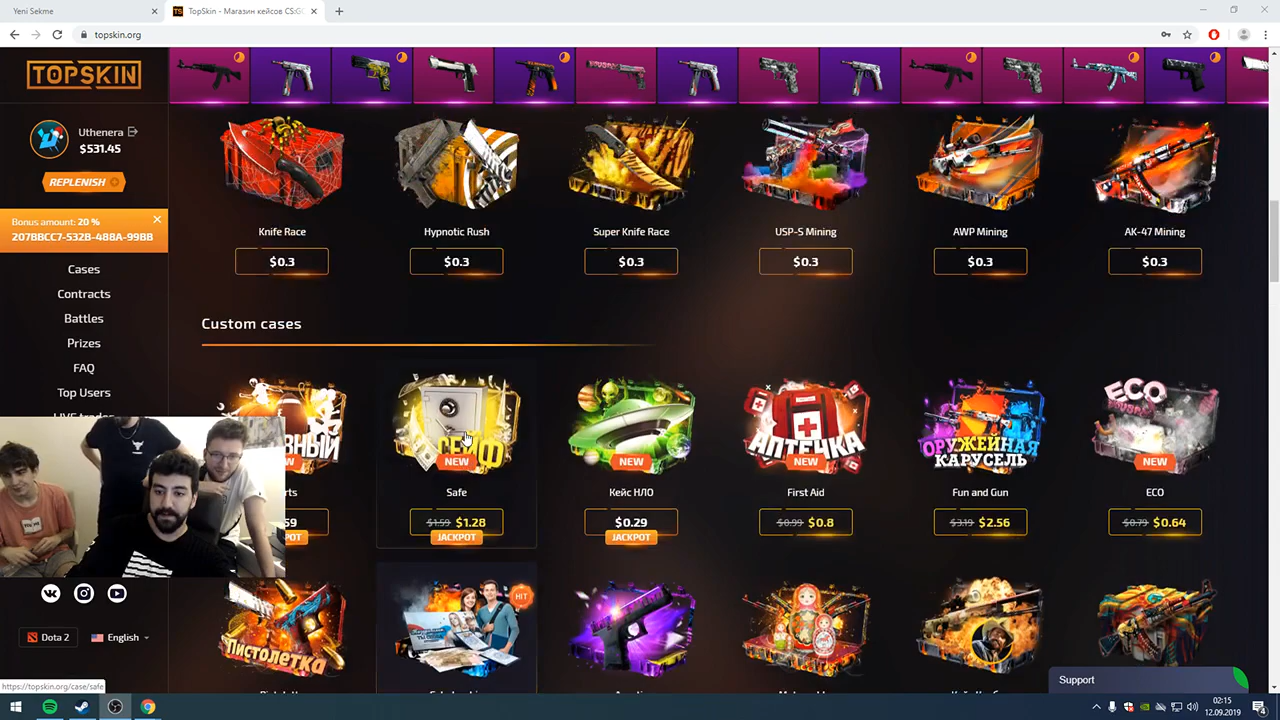 Yeni Sekme
TopSkin - Магазин кейсов CS:GO
topskin.org
TOPSKIN
Uthenera
$531.45
REPLENISH
Bonus amount: 20 %
207BBCC7-532B-488A-99BB
Cases
Contracts
Battles
Prizes
FAQ
Top Users
Knife Race
Hypnotic Rush
Super Knife Race
USP-S Mining
AWP Mining
AK-47 Mining
$0.3
$0.3
$0.3
$0.3
$0.3
$0.3
Custom cases
СЕЙФ
АПТЕЧКА
ОРУЖЕЙНАЯ
КАРУСЕЛЬ
ECO
NEW
NEW
NEW
NEW
Safe
Кейс НЛО
First Aid
Fun and Gun
ECO
$1.59 $1.28
$0.29
$0.99 $0.8
$3.19 $2.56
$0.79 $0.64
JACKPOT
JACKPOT
Пистолетка
HIT
Dota 2
English
Support
https://topskin.org/case/safe
02:15
12.09.2019
4